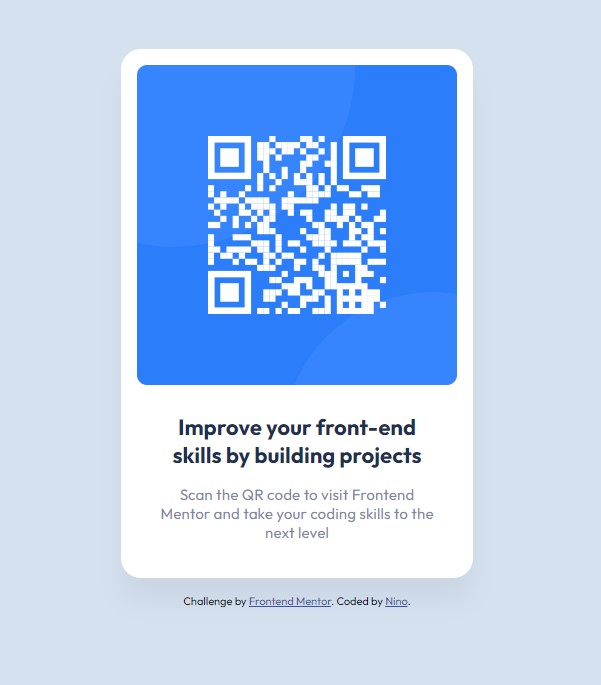 Improve your front-end
skills by building projects
Scan the QR code to visit Frontend
Mentor and take your coding skills to the
next level
Challenge by Frontend Mentor. Coded by Nino.